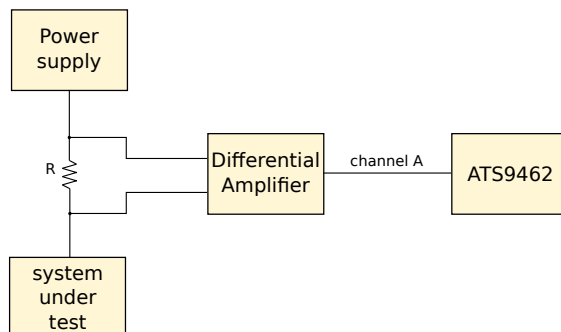 Power
supply
R
Differential
Amplifier
channel A
ATS9462
system
under
test